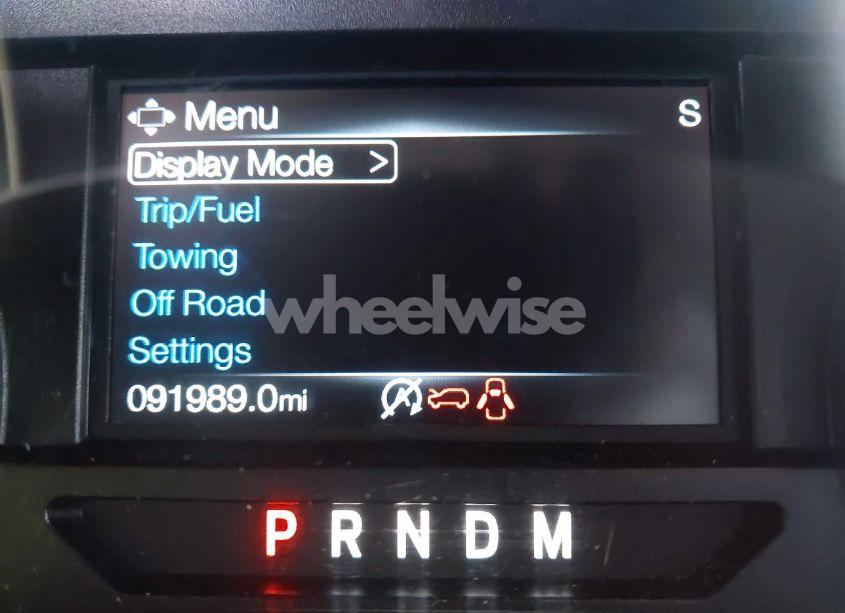 Menu S
Display Mode >
Trip/Fuel
Towing
Off Road
wheelwise
Settings
091989.0mi
P R N D M